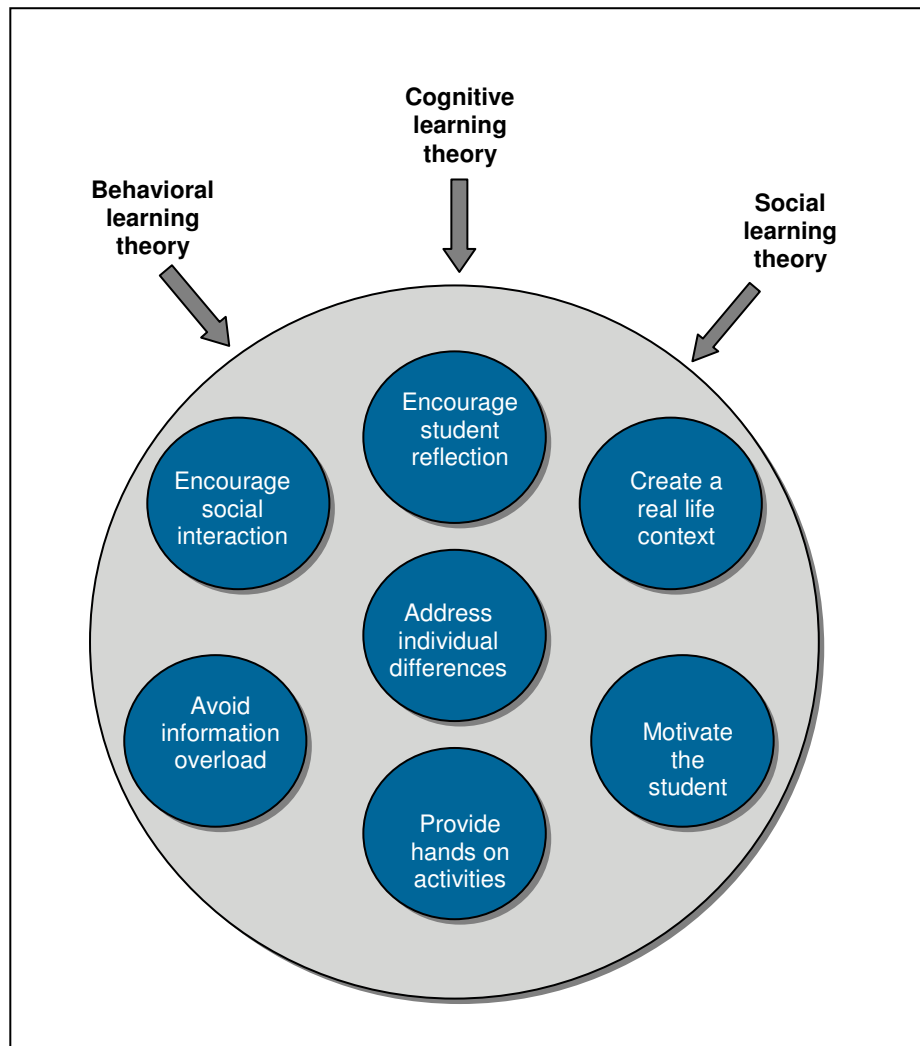 Cognitive
learning
theory
Behavioral
learning
theory
Social
learning
theory
Encourage
student
reflection
Encourage
social
interaction
Create a
real life
context
Address
individual
differences
Avoid
information
overload
Motivate
the
student
Provide
hands on
activities